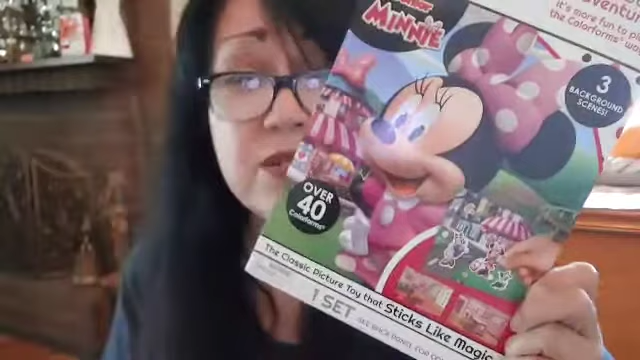 MINNIE
it's more fun to pl
the Colorforms® w
3
BACKGROUND
SCENES!
OVER
40
Colorforms®
The Classic Picture Toy that Sticks Like Magic
1 SET